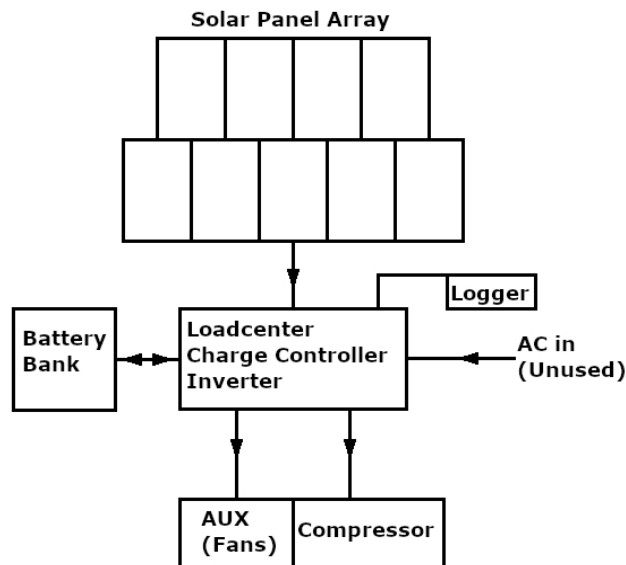 Solar Panel Array
Logger
Loadcenter
Charge Controller
Inverter
Battery
Bank
AC in
(Unused)
AUX
(Fans)
Compressor